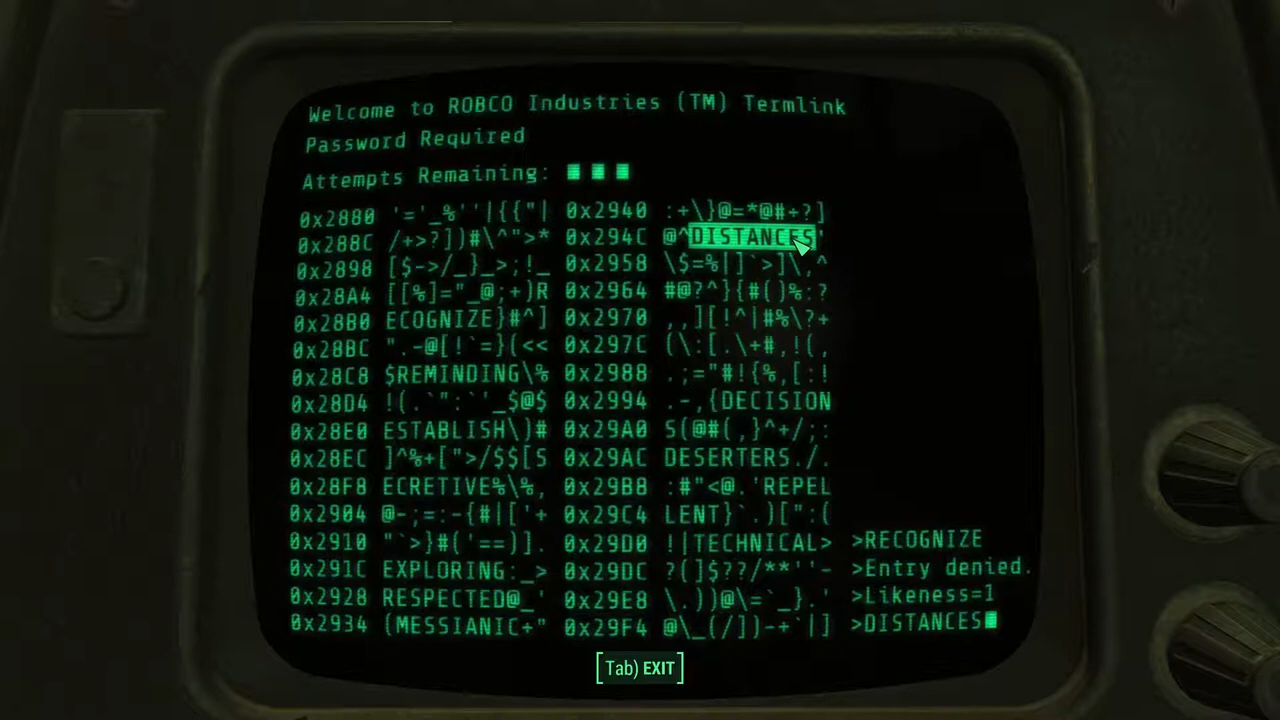 Welcome to ROBCO Industries (TM) Termlink
Password Required
Attempts Remaining:
0x2880 '='_%''|{{"| 0x2940 :+\}@=*@#+?]
0x288C /+>?])#\^">* 0x294C @^DISTANCES'
0x2898 [$->/_}_>;!_ 0x2958 \$=%|]`>]\,^
0x28A4 [[%]="_@;+)R 0x2964 #@?^}{#()%:?
0x28B0 ECOGNIZE}#^] 0x2970 ,,][!^|#%\?+
0x28BC ".-@[!`=}(<< 0x297C (\:[.\+#,!(,
0x28C8 $REMINDING\% 0x2988 .;="#!{%,[:!
0x28D4 !(.`":`'_$@$ 0x2994 .-,{DECISION
0x28E0 ESTABLISH\)# 0x29A0 S(@#(,}^+/;:
0x28EC ]^%+[">/$$[S 0x29AC DESERTERS./.
0x28F8 ECRETIVE%\%, 0x29B8 :#"<@.'REPEL
0x2904 @-;=:-{#|['+ 0x29C4 LENT}`.)[":(
0x2910 "`>}#('==)]. 0x29D0 !|TECHNICAL> >RECOGNIZE
0x291C EXPLORING:_> 0x29DC ?(]$??/**''- >Entry denied.
0x2928 RESPECTED@_' 0x29E8 \.))@\=`_}.' >Likeness=1
0x2934 (MESSIANIC+" 0x29F4 @\_(/])-+`|] >DISTANCES
[Tab) EXIT]